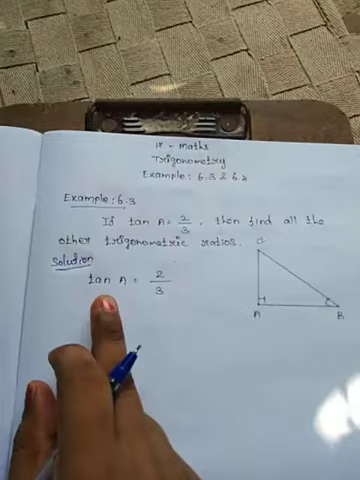 IX - Maths
Trigonometry
Example: 6.3 & 6.4
Example: 6.3
If tan A = 2/3, then find all the
other trigonometric ratios.
Solution
tan A = 2/3
C
A
B